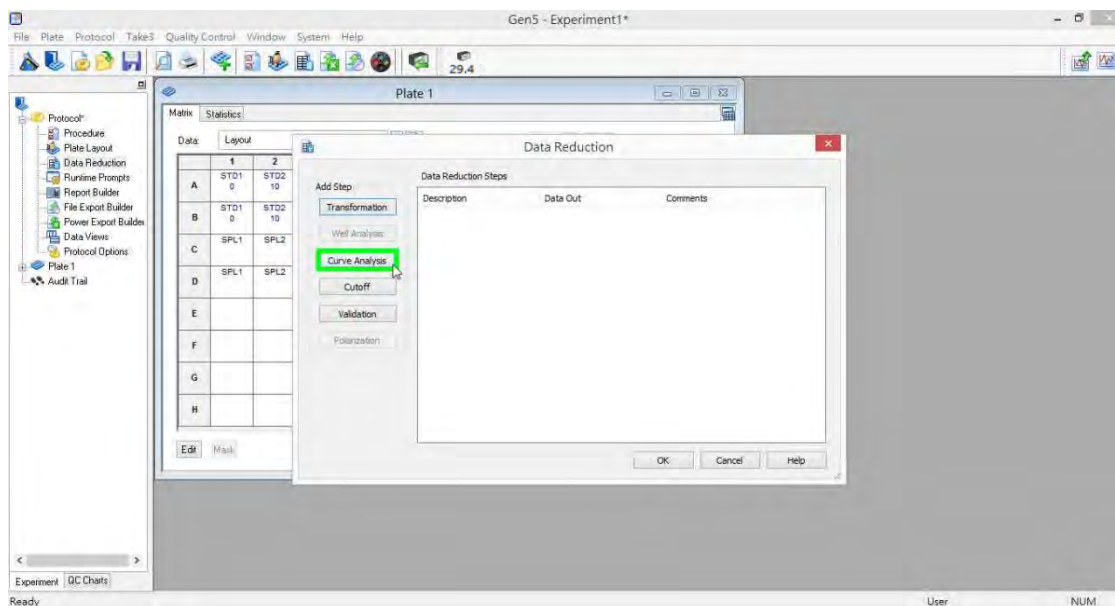 Gen5 - Experiment1*
File Plate Protocol Take3 Quality Control Window System Help
29.4
Plate 1
Protocol*
Procedure
Plate Layout
Data Reduction
Runtime Prompts
Report Builder
File Export Builder
Power Export Builder
Data Views
Protocol Options
Plate 1
Audit Trail
Matrix Statistics
Data: Layout
1 2
A STD1 STD2
0 10
B STD1 STD2
0 10
C SPL1 SPL2
D SPL1 SPL2
E
F
G
H
Edit Mask
Data Reduction
Add Step
Transformation
Well Analysis
Curve Analysis
Cutoff
Validation
Polarization
Data Reduction Steps
Description Data Out Comments
OK Cancel Help
Experiment QC Charts
Ready User NUM